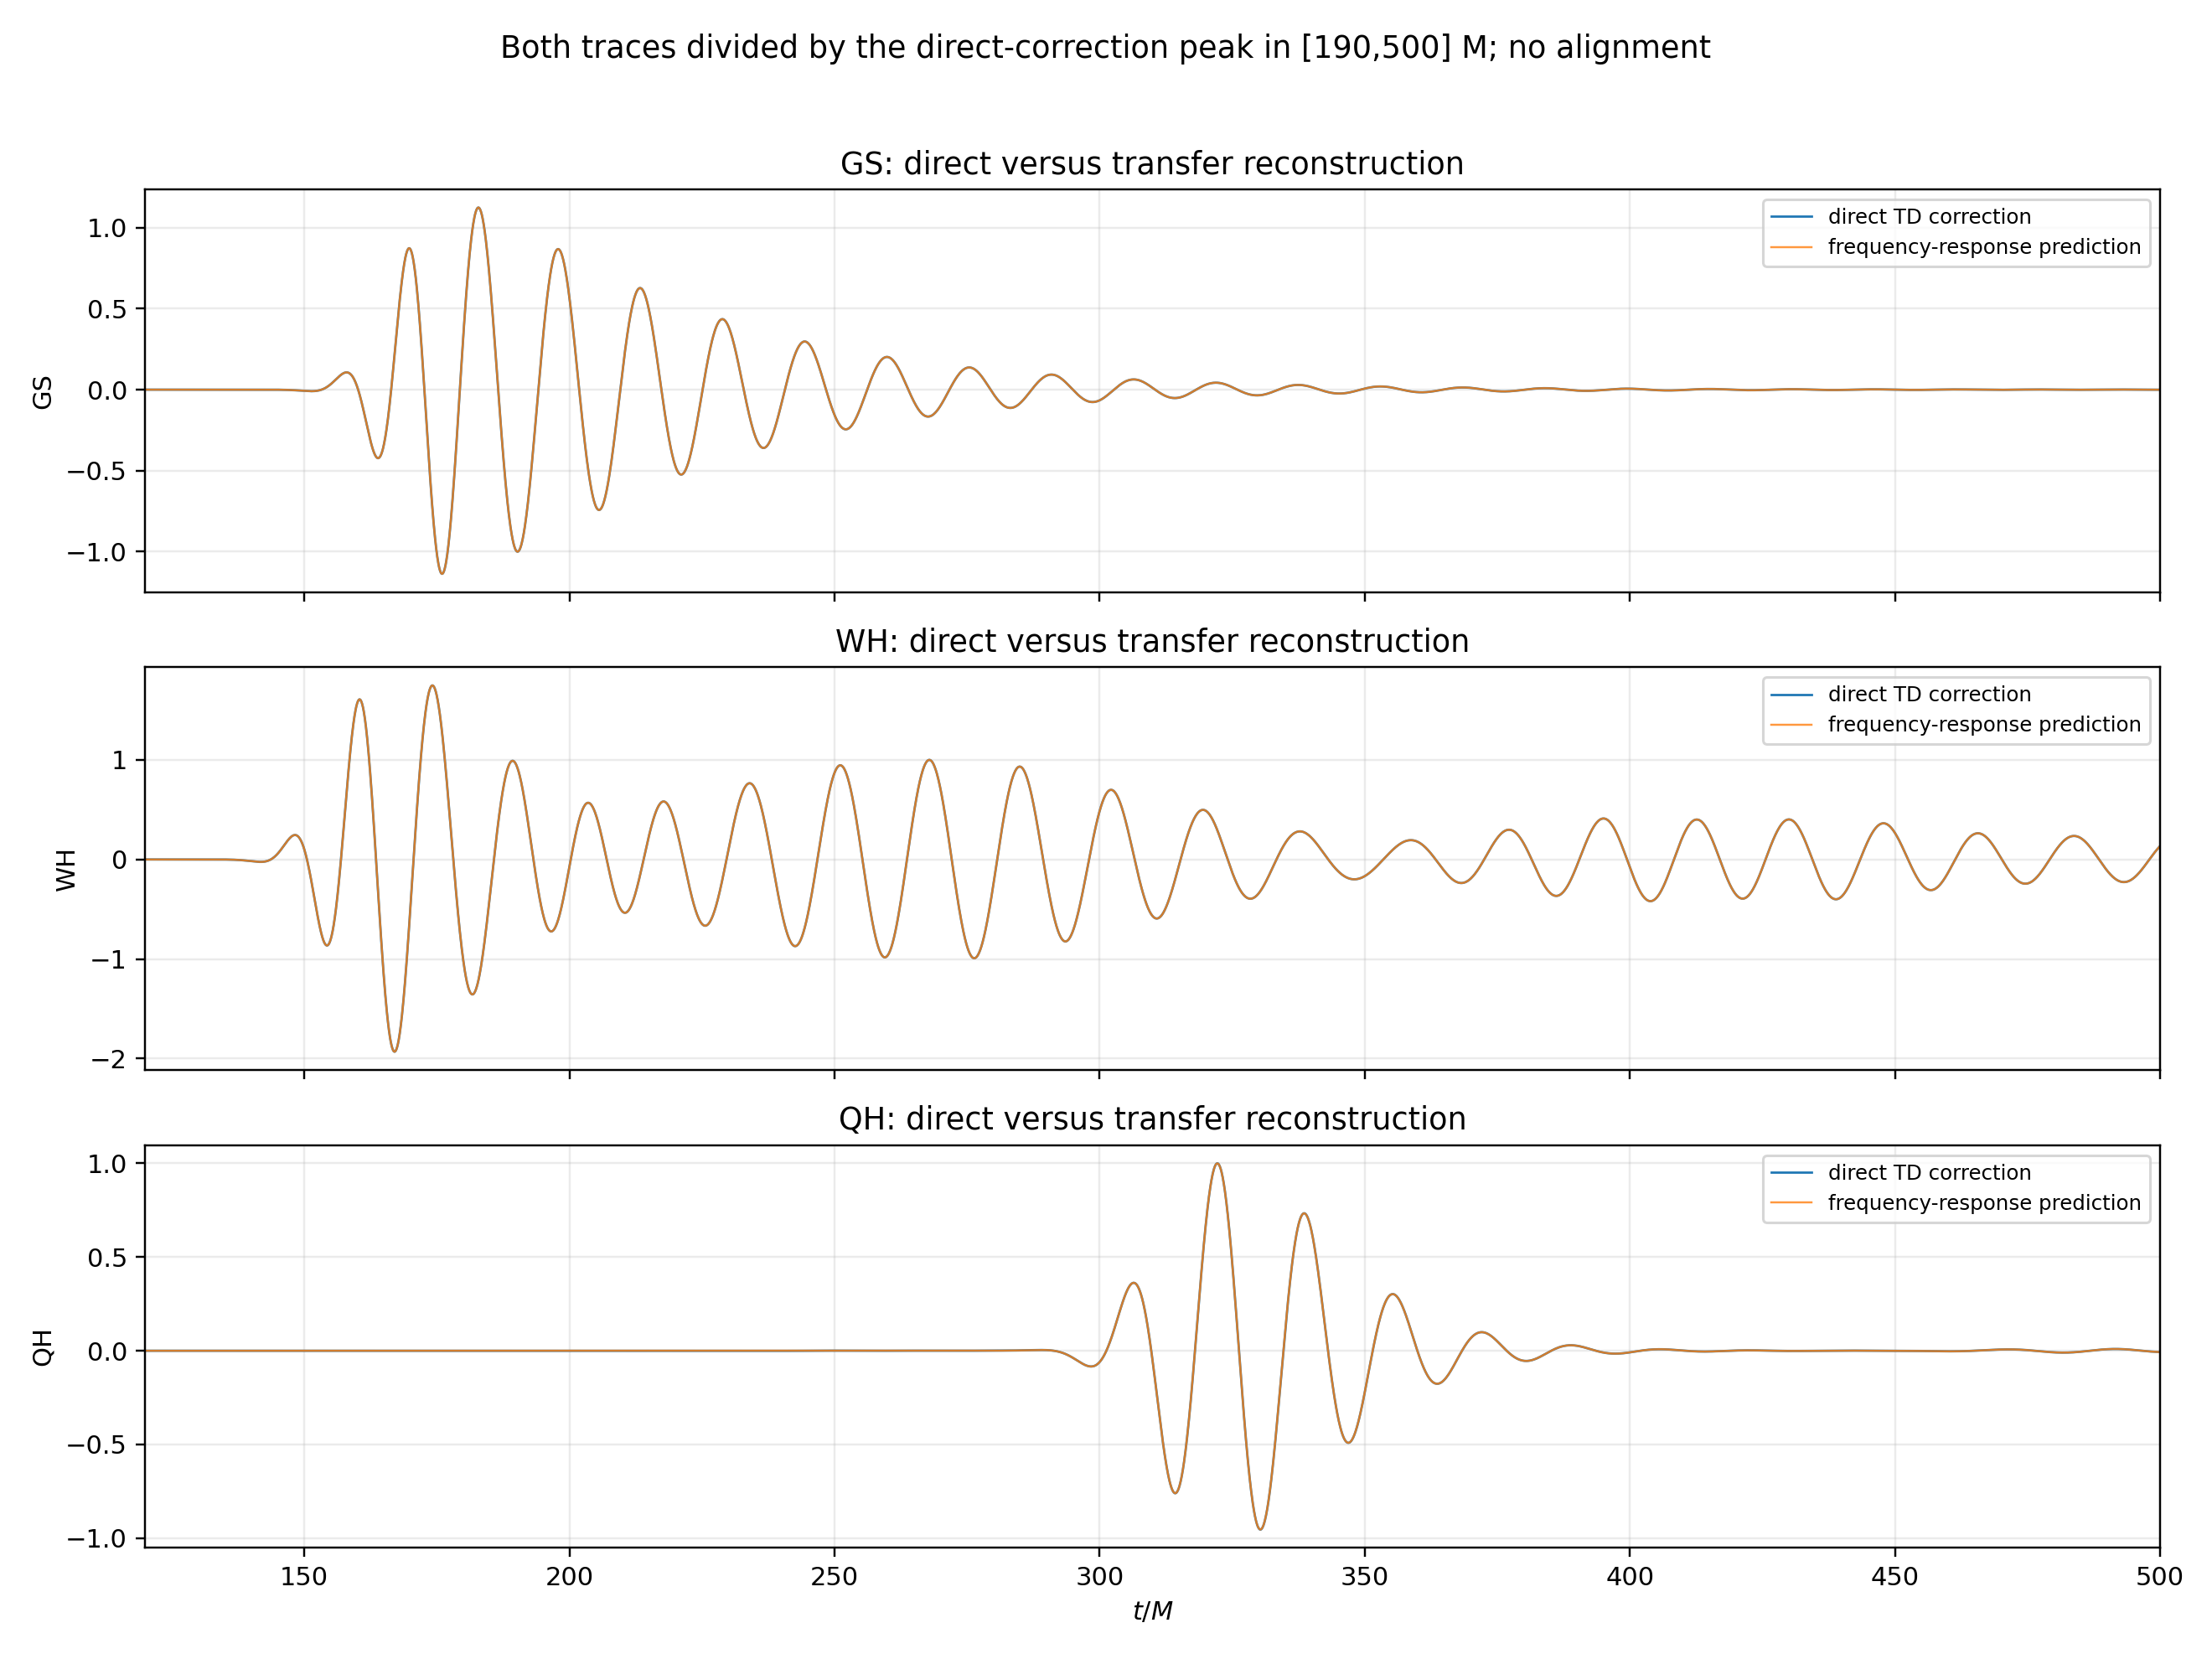 Both traces divided by the direct-correction peak in [190,500] M; no alignment
GS: direct versus transfer reconstruction
direct TD correction
frequency-response prediction
1.0
0.5
0.0
−0.5
−1.0
GS
WH: direct versus transfer reconstruction
direct TD correction
frequency-response prediction
1
0
−1
−2
WH
QH: direct versus transfer reconstruction
direct TD correction
frequency-response prediction
1.0
0.5
0.0
−0.5
−1.0
QH
150 200 250 300 350 400 450 500
t/M